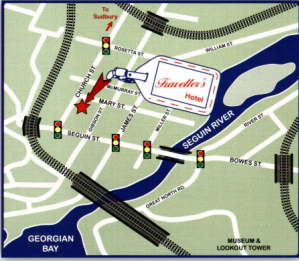 To
Sudbury
ROSETTA ST.
WILLIAM ST.
CHURCH ST.
McMURRAY ST.
MARY ST.
GIBSON ST.
JAMES ST.
MILLER ST.
Traveller's
Hotel
SEGUIN ST.
SEGUIN RIVER
RIVER ST.
BOWES ST.
GREAT NORTH RD.
GEORGIAN
BAY
MUSEUM &
LOOKOUT TOWER